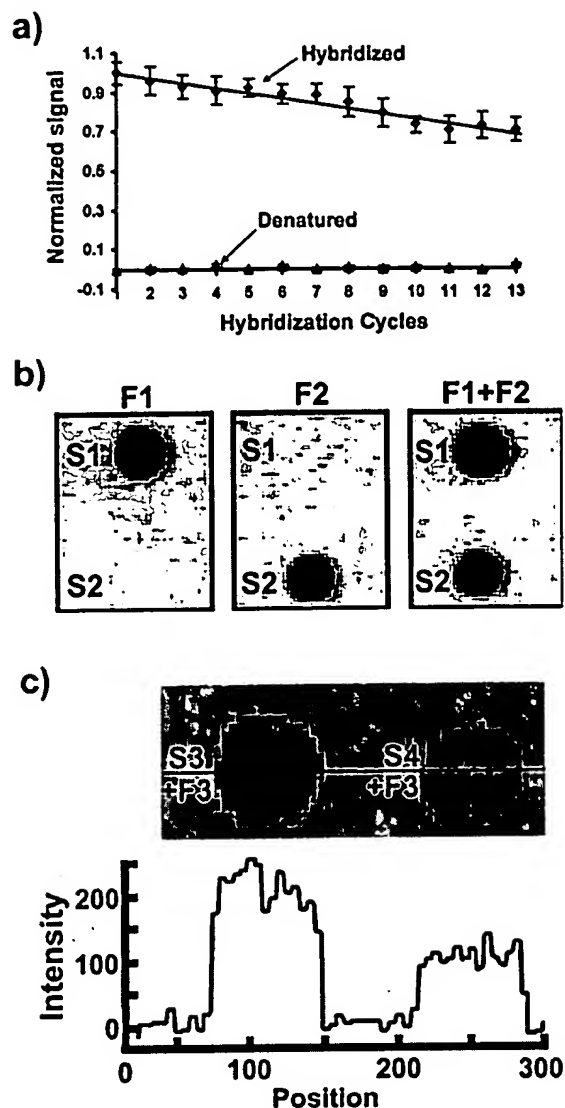 a)
1.1
0.9
0.7
0.5
0.3
0.1
-0.1
Normalized signal
Hybridized
Denatured
1 2 3 4 5 6 7 8 9 10 11 12 13
Hybridization Cycles
b)
F1 F2 F1+F2
S1 S1 S1
S2 S2 S2
c)
S3 S4
+F3 +F3
200
100
0
Intensity
0 100 200 300
Position